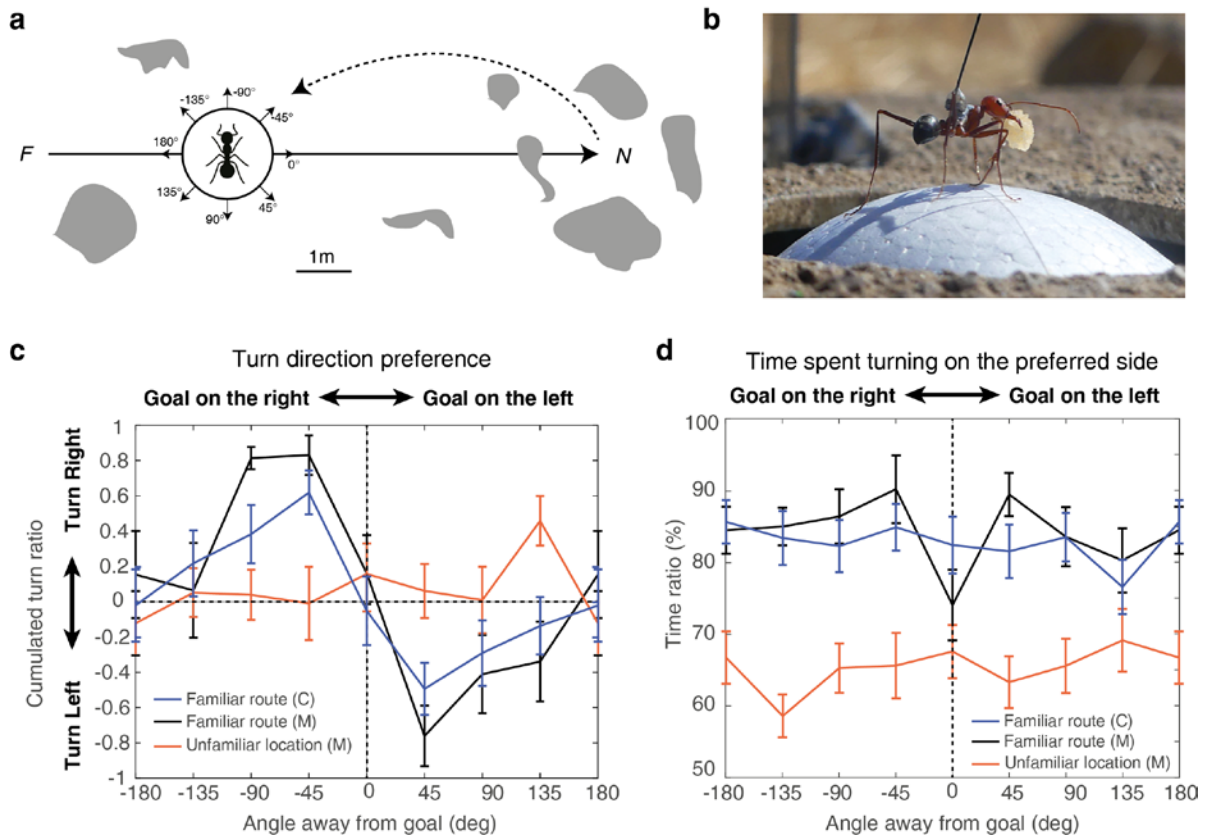 a
-90°
-135°
-45°
180°
0°
F
N
135°
45°
90°
1m
b
c
Turn direction preference
Goal on the right
Goal on the left
Cumulated turn ratio
Turn Left
Turn Right
1
0.8
0.6
0.4
0.2
0
-0.2
-0.4
-0.6
-0.8
-1
Familiar route (C)
Familiar route (M)
Unfamiliar location (M)
-180
-135
-90
-45
0
45
90
135
180
Angle away from goal (deg)
d
Time spent turning on the preferred side
Goal on the right
Goal on the left
Time ratio (%)
100
90
80
70
60
50
Familiar route (C)
Familiar route (M)
Unfamiliar location (M)
-180
-135
-90
-45
0
45
90
135
180
Angle away from goal (deg)